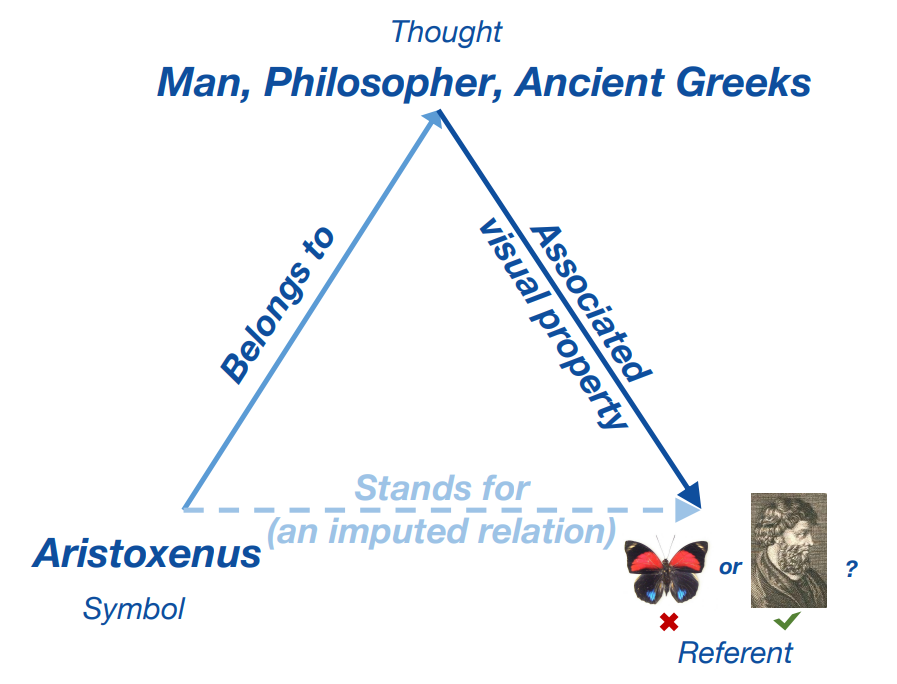 Thought
Man, Philosopher, Ancient Greeks
Belongs to
Associated
visual property
Stands for
(an imputed relation)
Aristoxenus
Symbol
or
?
Referent